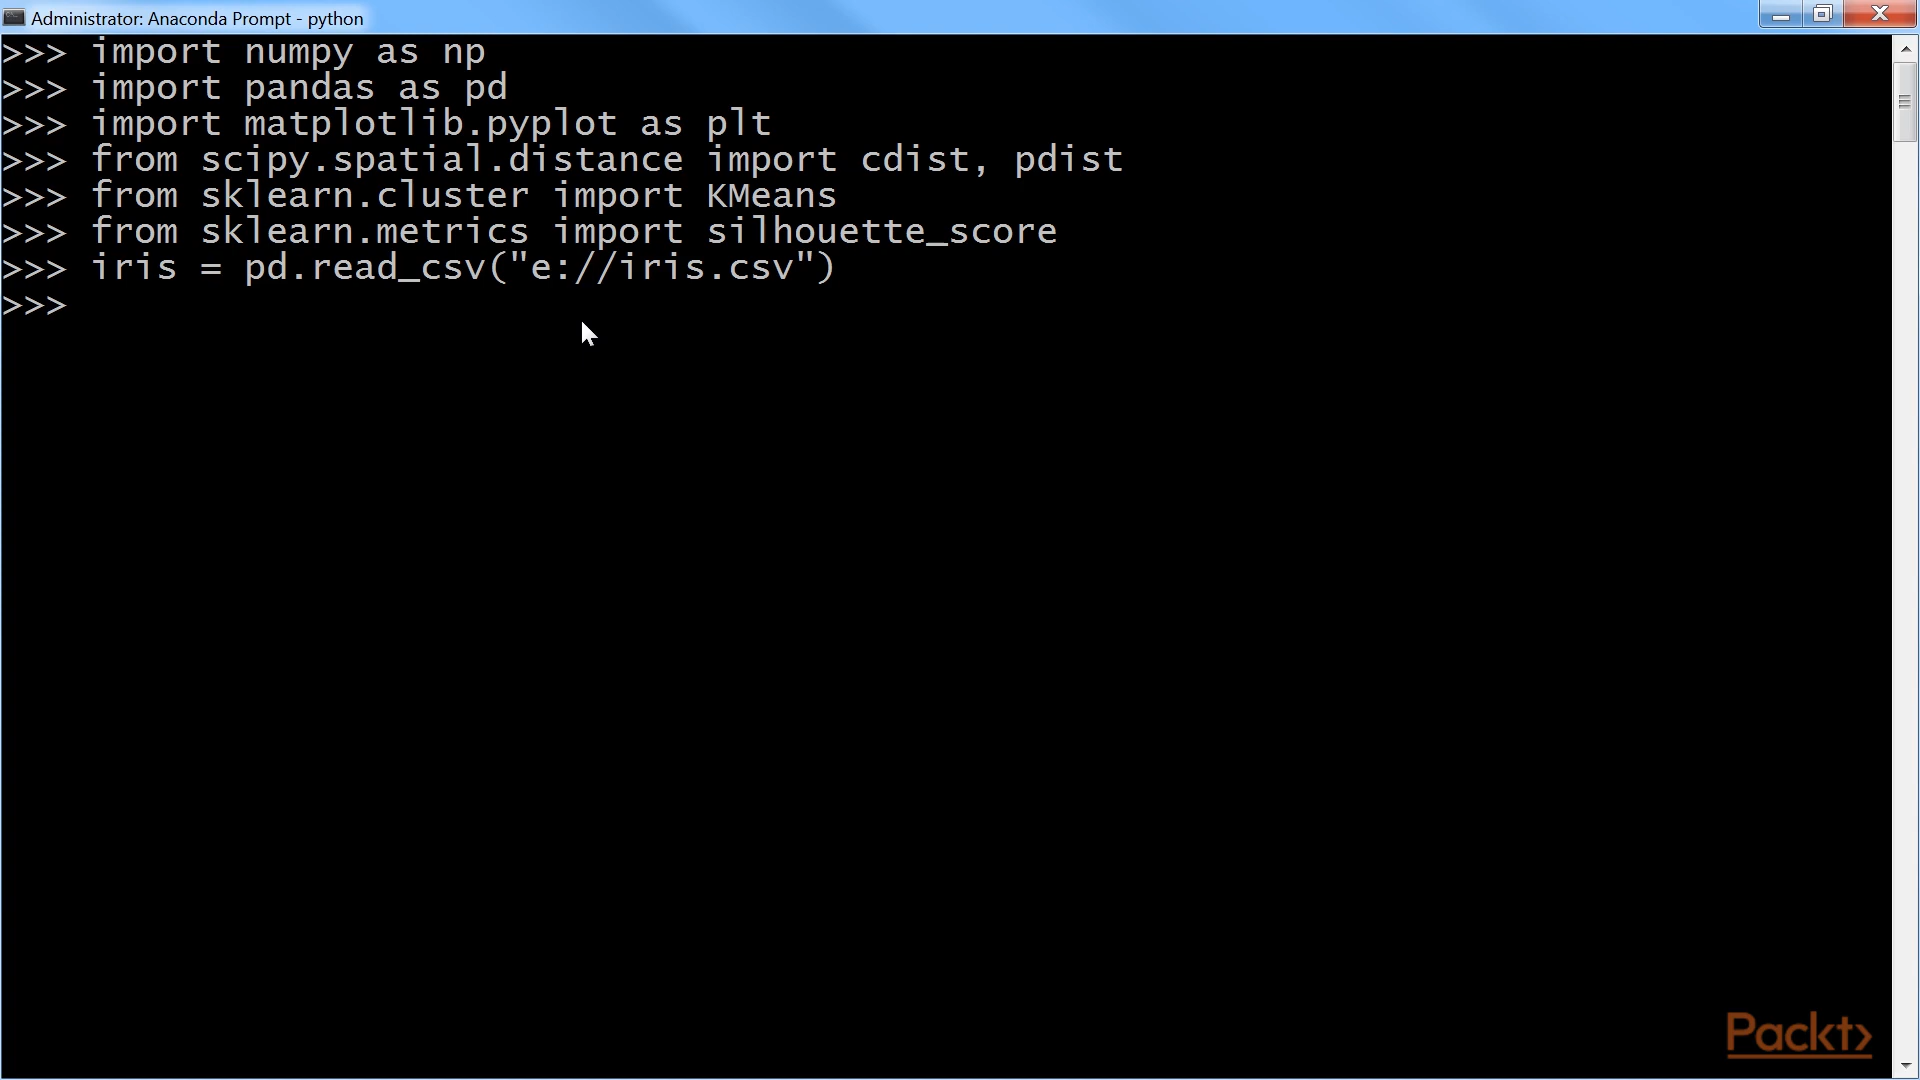 Administrator: Anaconda Prompt - python
>>> import numpy as np
>>> import pandas as pd
>>> import matplotlib.pyplot as plt
>>> from scipy.spatial.distance import cdist, pdist
>>> from sklearn.cluster import KMeans
>>> from sklearn.metrics import silhouette_score
>>> iris = pd.read_csv("e://iris.csv")
>>>
Packt>